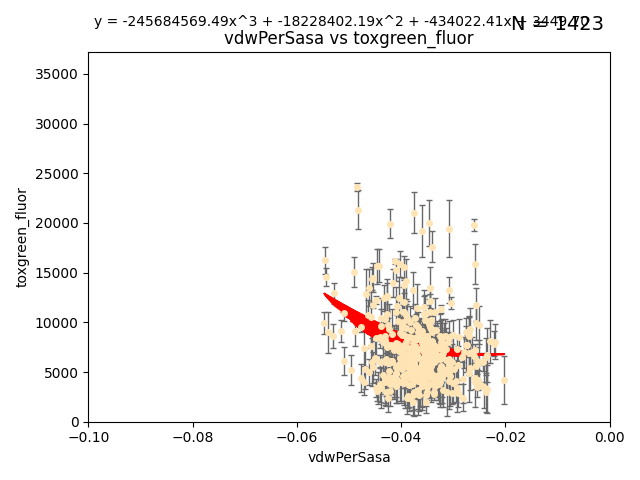 y = -245684569.49x^3 + -18228402.19x^2 + -434022.41x +
N = 1423
vdwPerSasa vs toxgreen_fluor
35000
30000
25000
20000
15000
10000
5000
0
toxgreen_fluor
−0.10
−0.08
−0.06
−0.04
−0.02
0.00
vdwPerSasa